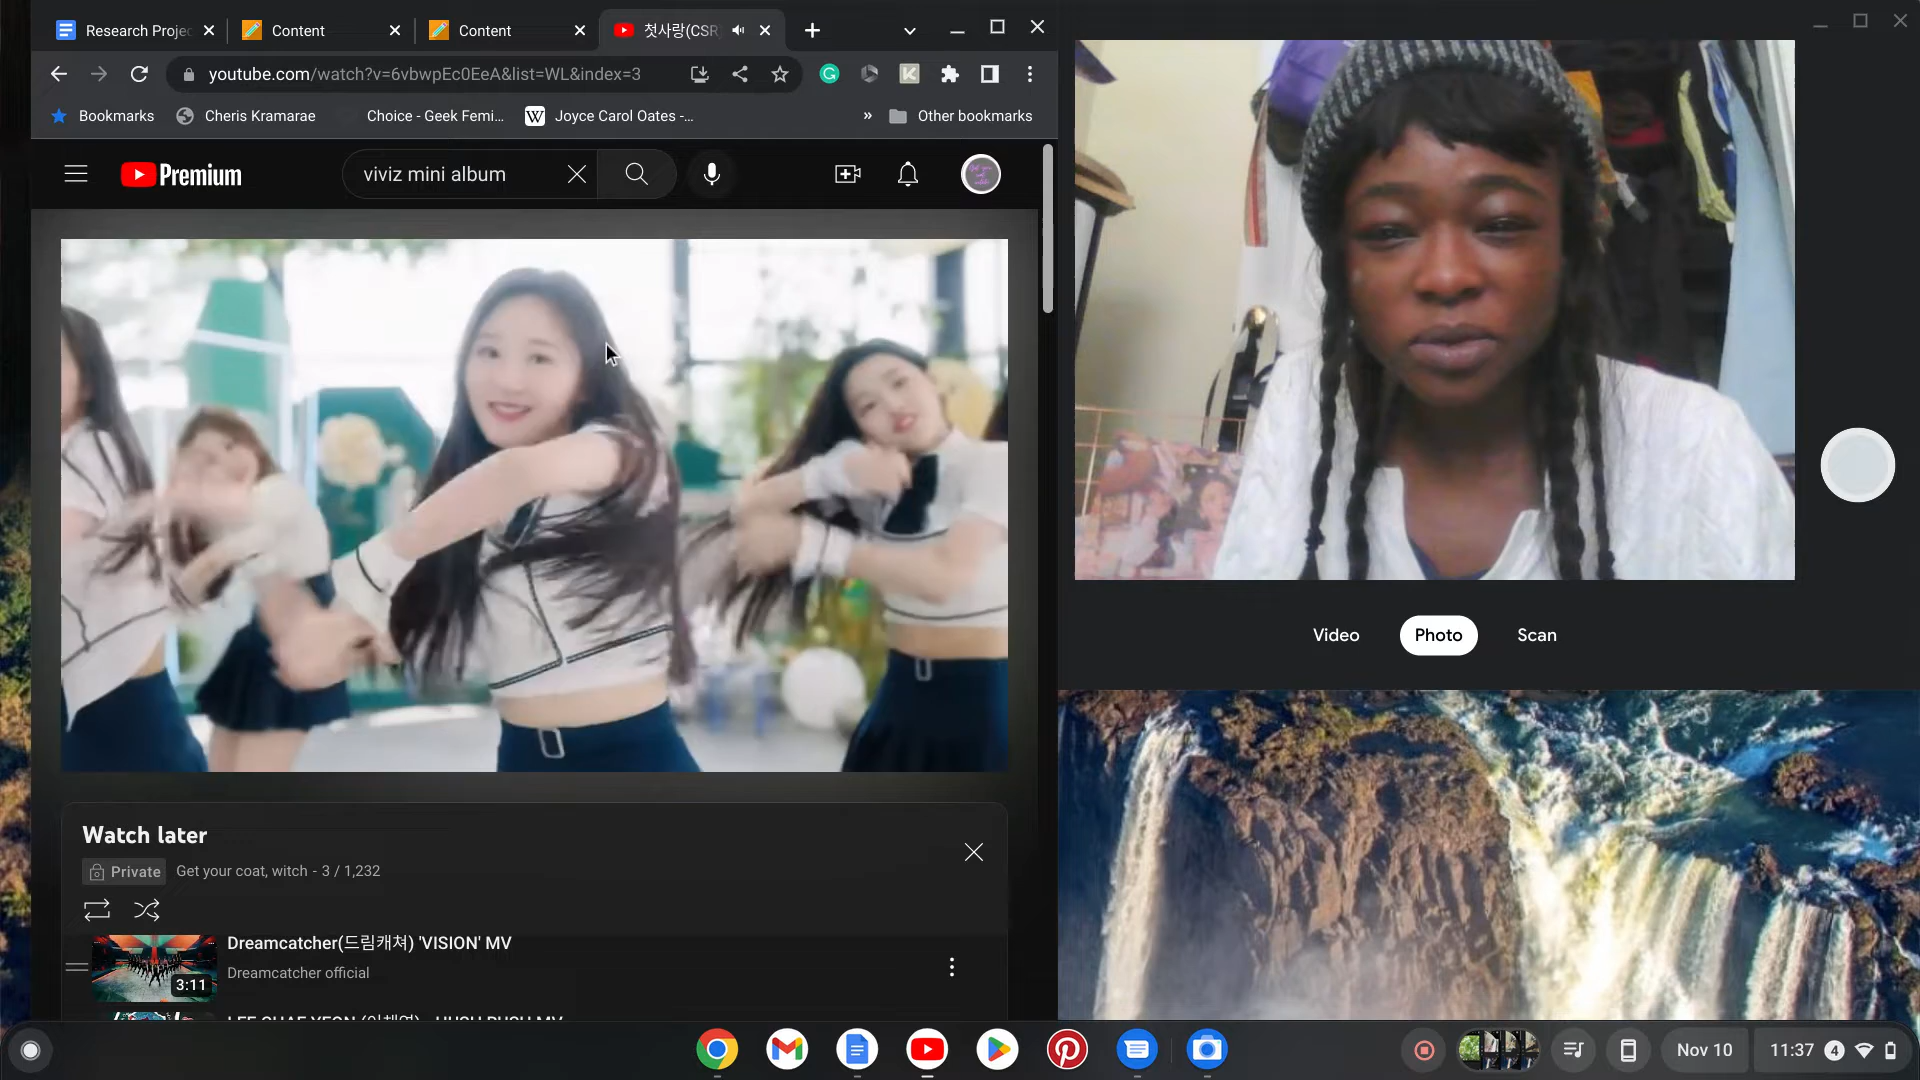 Research Projec
Content
Content
첫사랑(CSR
youtube.com/watch?v=6vbwpEc0EeA&list=WL&index=3
Bookmarks
Cheris Kramarae
Choice - Geek Femi...
W
Joyce Carol Oates -...
»
Other bookmarks
Premium
viviz mini album
Watch later
Private
Get your coat, witch - 3 / 1,232
Dreamcatcher(드림캐쳐) 'VISION' MV
Dreamcatcher official
3:11
Video
Photo
Scan
Nov 10
11:37
4